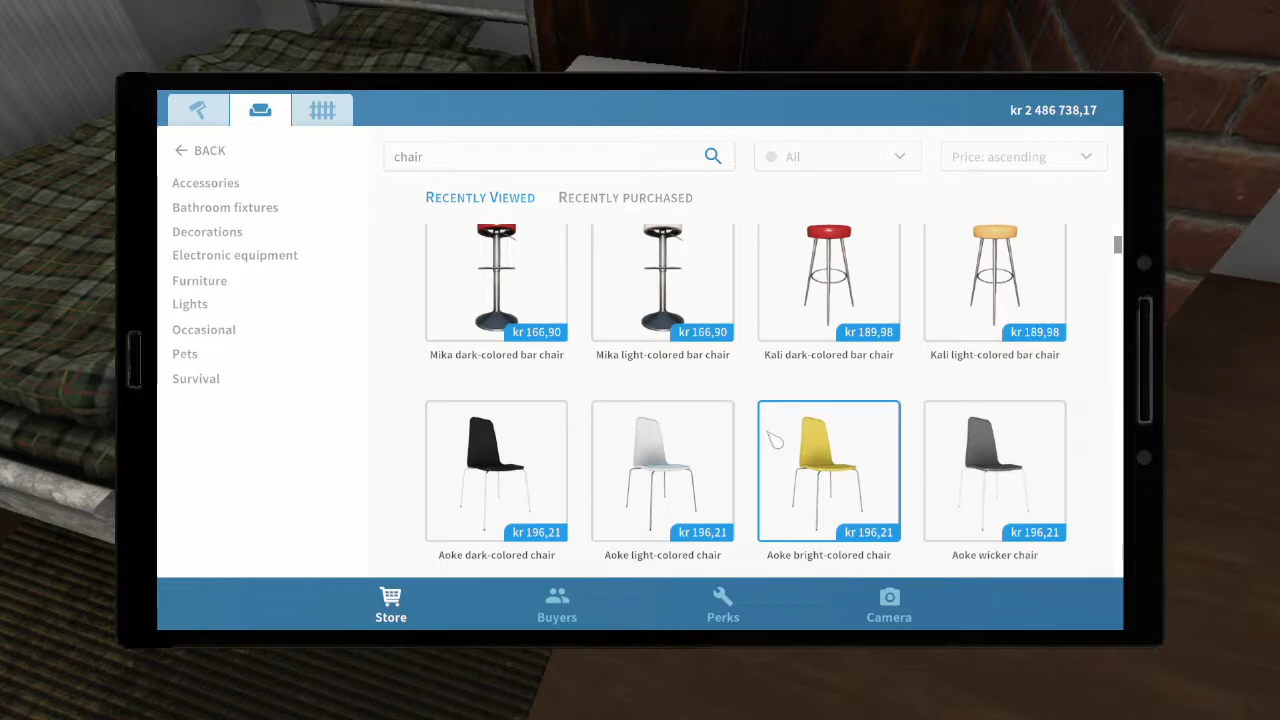 kr 2 486 738,17
BACK
chair
All
Price: ascending
RECENTLY VIEWED
RECENTLY PURCHASED
Accessories
Bathroom fixtures
Decorations
Electronic equipment
Furniture
Lights
Occasional
Pets
Survival
kr 166,90
kr 166,90
kr 189,98
kr 189,98
Mika dark-colored bar chair
Mika light-colored bar chair
Kali dark-colored bar chair
Kali light-colored bar chair
kr 196,21
kr 196,21
kr 196,21
kr 196,21
Aoke dark-colored chair
Aoke light-colored chair
Aoke bright-colored chair
Aoke wicker chair
Store
Buyers
Perks
Camera